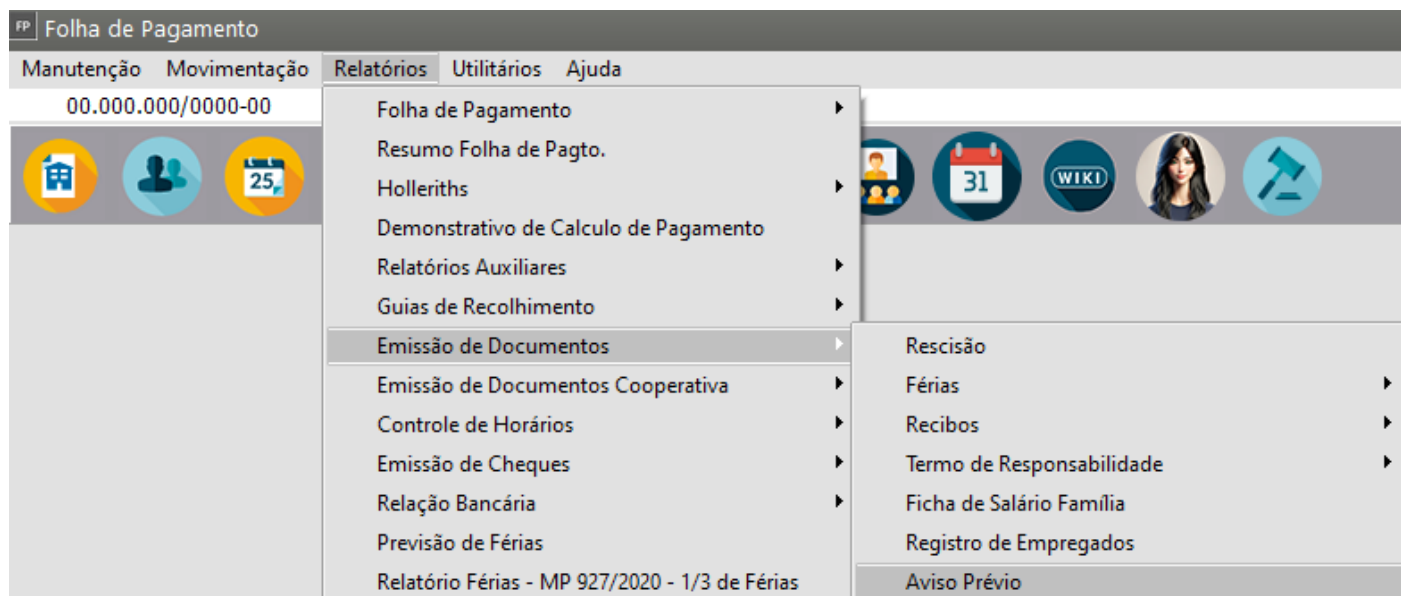 FP Folha de Pagamento
Manutenção Movimentação Relatórios Utilitários Ajuda
00.000.000/0000-00
25
31
WIKI
Folha de Pagamento
Resumo Folha de Pagto.
Holleriths
Demonstrativo de Calculo de Pagamento
Relatórios Auxiliares
Guias de Recolhimento
Emissão de Documentos
Emissão de Documentos Cooperativa
Controle de Horários
Emissão de Cheques
Relação Bancária
Previsão de Férias
Relatório Férias - MP 927/2020 - 1/3 de Férias
Rescisão
Férias
Recibos
Termo de Responsabilidade
Ficha de Salário Família
Registro de Empregados
Aviso Prévio